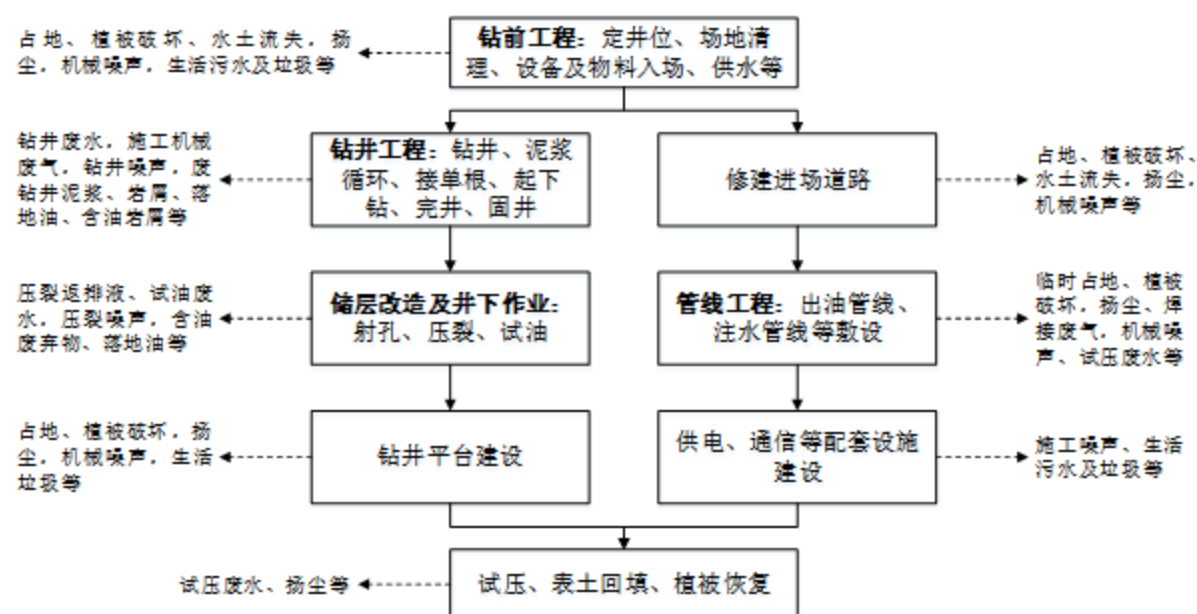 占地、植被破坏、水土流失，扬
尘，机械噪声，生活污水及垃圾等
钻前工程：定井位、场地清
理、设备及物料入场、供水等
钻井废水，施工机械
废气，钻井噪声，废
钻井泥浆、岩屑、落
地油、含油岩屑等
钻井工程：钻井、泥浆
循环、接单根、起下
钻、完井、固井
修建进场道路
占地、植被破坏、
水土流失，扬尘，
机械噪声等
压裂返排液、试油废
水，压裂噪声，含油
废弃物、落地油等
储层改造及井下作业：
射孔、压裂、试油
管线工程：出油管线、
注水管线等敷设
临时占地、植被
破坏，扬尘、焊
接废气，机械噪
声、试压废水等
占地、植被破坏，扬
尘，机械噪声，生活
垃圾等
钻井平台建设
供电、通信等配套设施
建设
施工噪声、生活
污水及垃圾等
试压废水、扬尘等
试压、表土回填、植被恢复